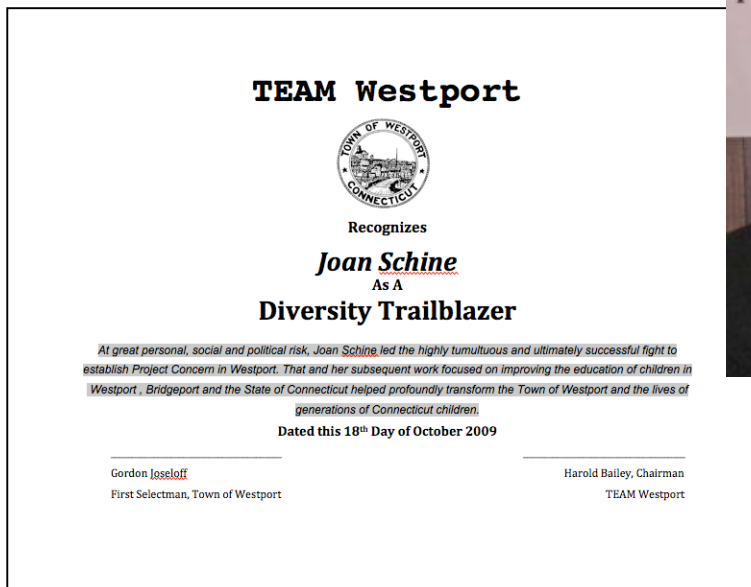 TEAM Westport
TOWN OF WESTPORT
CONNECTICUT
Recognizes
Joan Schine
As A
Diversity Trailblazer
At great personal, social and political risk, Joan Schine led the highly tumultuous and ultimately successful fight to
establish Project Concern in Westport. That and her subsequent work focused on improving the education of children in
Westport , Bridgeport and the State of Connecticut helped profoundly transform the Town of Westport and the lives of
generations of Connecticut children.
Dated this 18th Day of October 2009
Gordon Joseloff
Harold Bailey, Chairman
First Selectman, Town of Westport
TEAM Westport